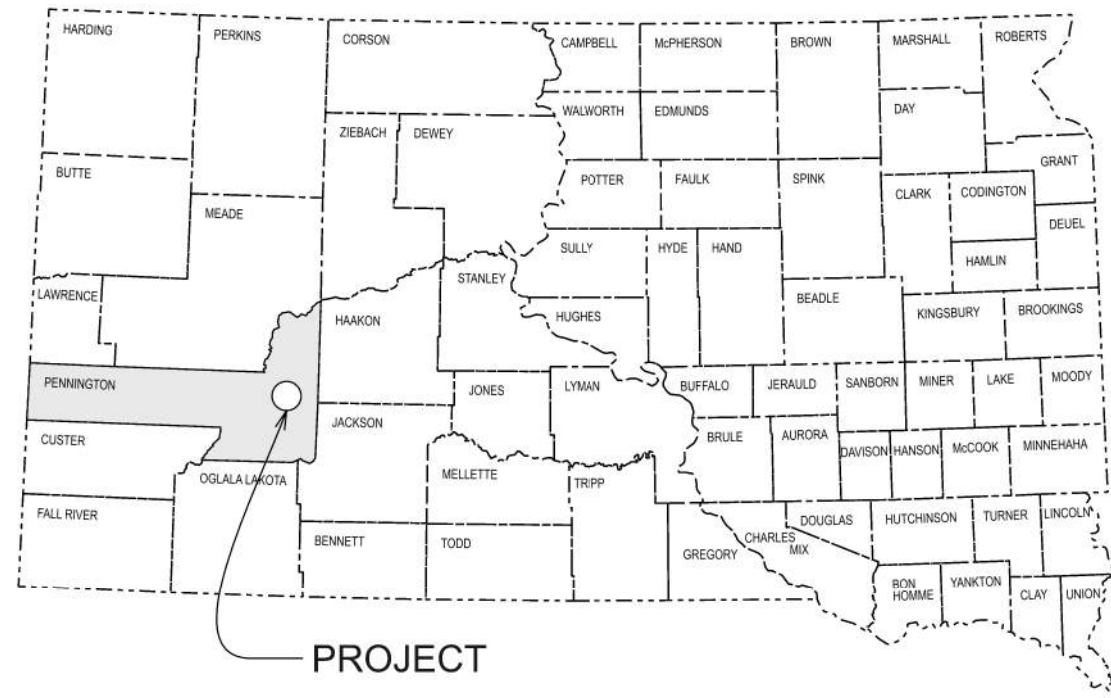 HARDING
PERKINS
CORSON
CAMPBELL
McPHERSON
BROWN
MARSHALL
ROBERTS
WALWORTH
EDMUNDS
DAY
ZIEBACH
DEWEY
GRANT
BUTTE
POTTER
FAULK
SPINK
CLARK
CODINGTON
MEADE
DEUEL
SULLY
HYDE
HAND
HAMLIN
STANLEY
LAWRENCE
BEADLE
HAAKON
HUGHES
KINGSBURY
BROOKINGS
PENNINGTON
JONES
LYMAN
BUFFALO
JERAULD
SANBORN
MINER
LAKE
MOODY
JACKSON
CUSTER
BRULE
AURORA
DAVISON
HANSON
McCOOK
MINNEHAHA
OGLALA LAKOTA
MELLETTE
TRIPP
FALL RIVER
BENNETT
TODD
GREGORY
CHARLES
MIX
DOUGLAS
HUTCHINSON
TURNER
LINCOLN
BON
HOMME
YANKTON
CLAY
UNION
PROJECT